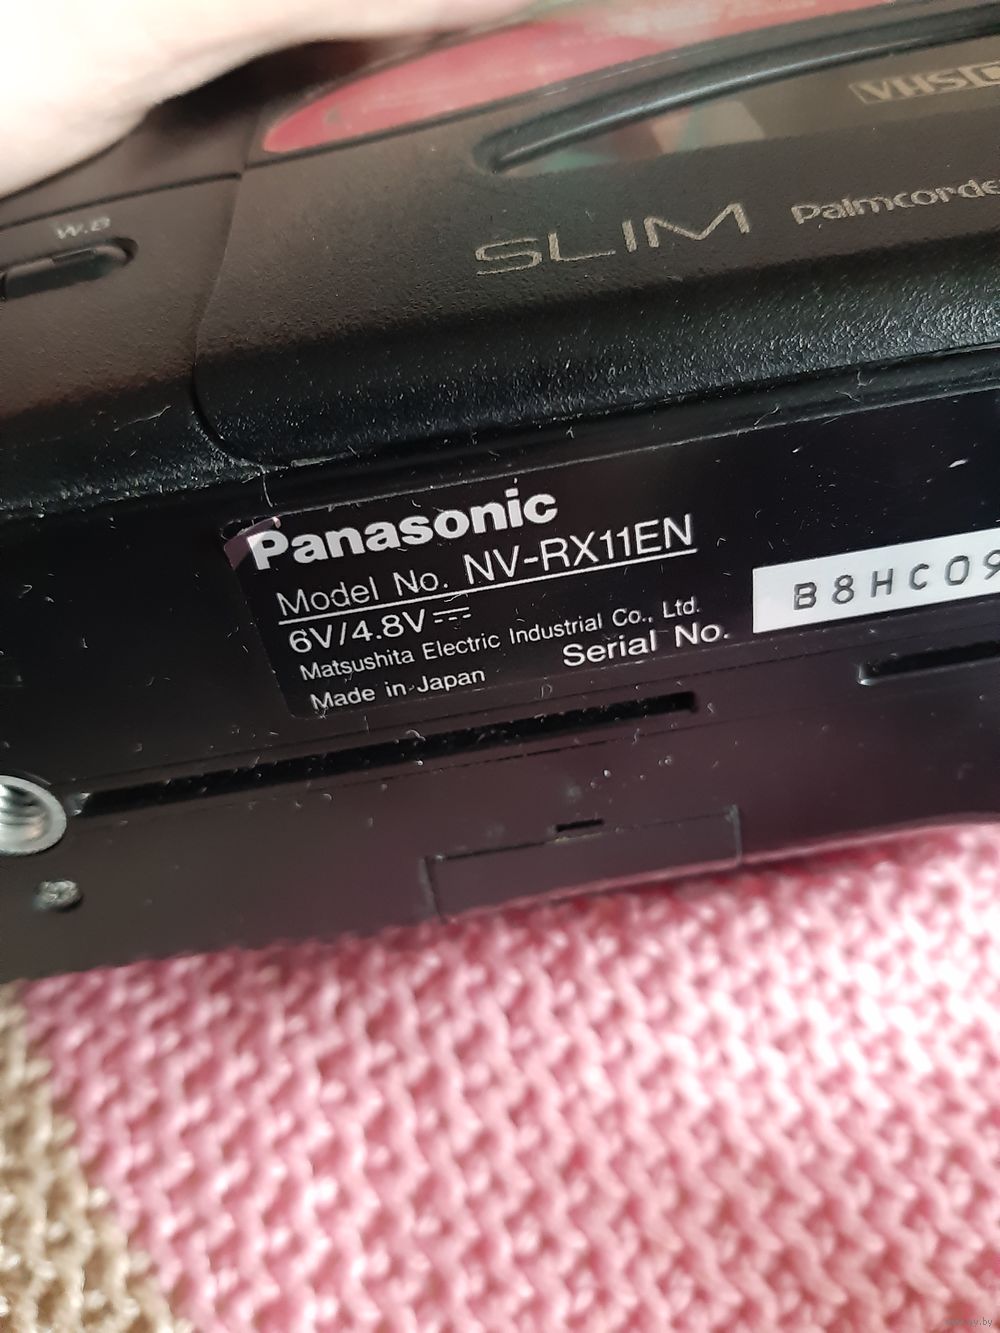 VHS
W.B
SLIM Palmcorde
Panasonic
Model No. NV-RX11EN
6V/4.8V
Matsushita Electric Industrial Co., Ltd.
Made in Japan
Serial No.
B8HC09